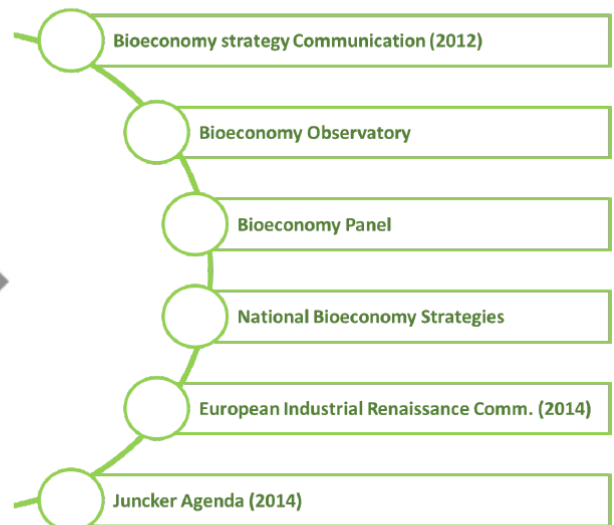 Bioeconomy strategy Communication (2012)
Bioeconomy Observatory
Bioeconomy Panel
National Bioeconomy Strategies
European Industrial Renaissance Comm. (2014)
Juncker Agenda (2014)